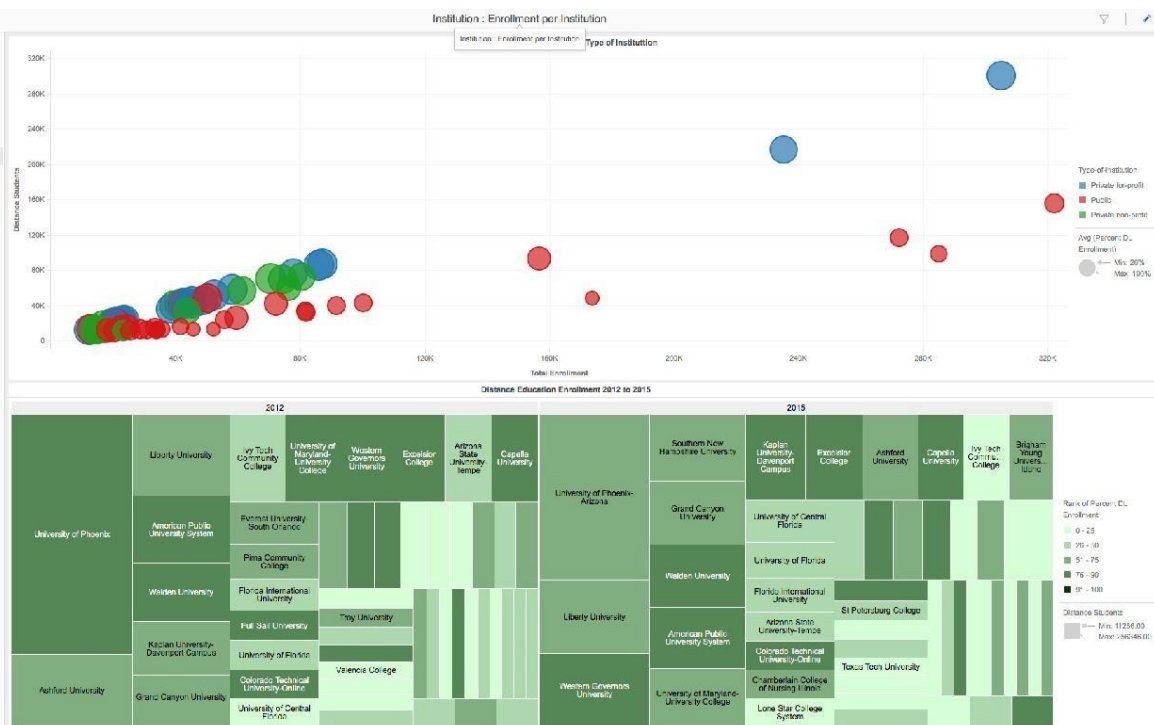 Institution : Enrollment per Institution
Institution : Enrollment per Institution
Type of Institution
320K
280K
240K
200K
160K
120K
80K
40K
0
Distance Students
40K
80K
120K
160K
200K
240K
280K
320K
Total Enrollment
Type of Institution
Private for-profit
Public
Private non-profit
Avg (Percent DL
Enrollment)
Min: 20%
Max: 100%
Distance Education Enrollment 2012 to 2015
2012
2015
University of Phoenix
Ashford University
Liberty University
American Public
University System
Walden University
Kaplan University-
Davenport Campus
Grand Canyon University
Ivy Tech
Community
College
University of
Maryland-
University
College
Western
Governors
University
Excelsior
College
Arizona
State
University-
Tempe
Capella
University
Everest University-
South Orlando
Pima Community
College
Florida International
University
Full Sail University
University of Florida
Colorado Technical
University-Online
University of Central
Florida
Troy University
Valencia College
University of Phoenix-
Arizona
Liberty University
Western Governors
University
Southern New
Hampshire University
Grand Canyon
University
Walden University
American Public
University System
University of Maryland-
University College
Kaplan
University-
Davenport
Campus
Excelsior
College
Ashford
University
Capella
University
Ivy Tech
Commu...
College
Brigham
Young
Univers...
Idaho
University of Central
Florida
University of Florida
Florida International
University
Arizona State
University-Tempe
Colorado Technical
University-Online
Chamberlain College
of Nursing-Illinois
Lone Star College
System
St Petersburg College
Texas Tech University
Rank of Percent DL
Enrollment
0 - 25
26 - 50
51 - 75
76 - 90
91 - 100
Distance Students
Min: 11286.00